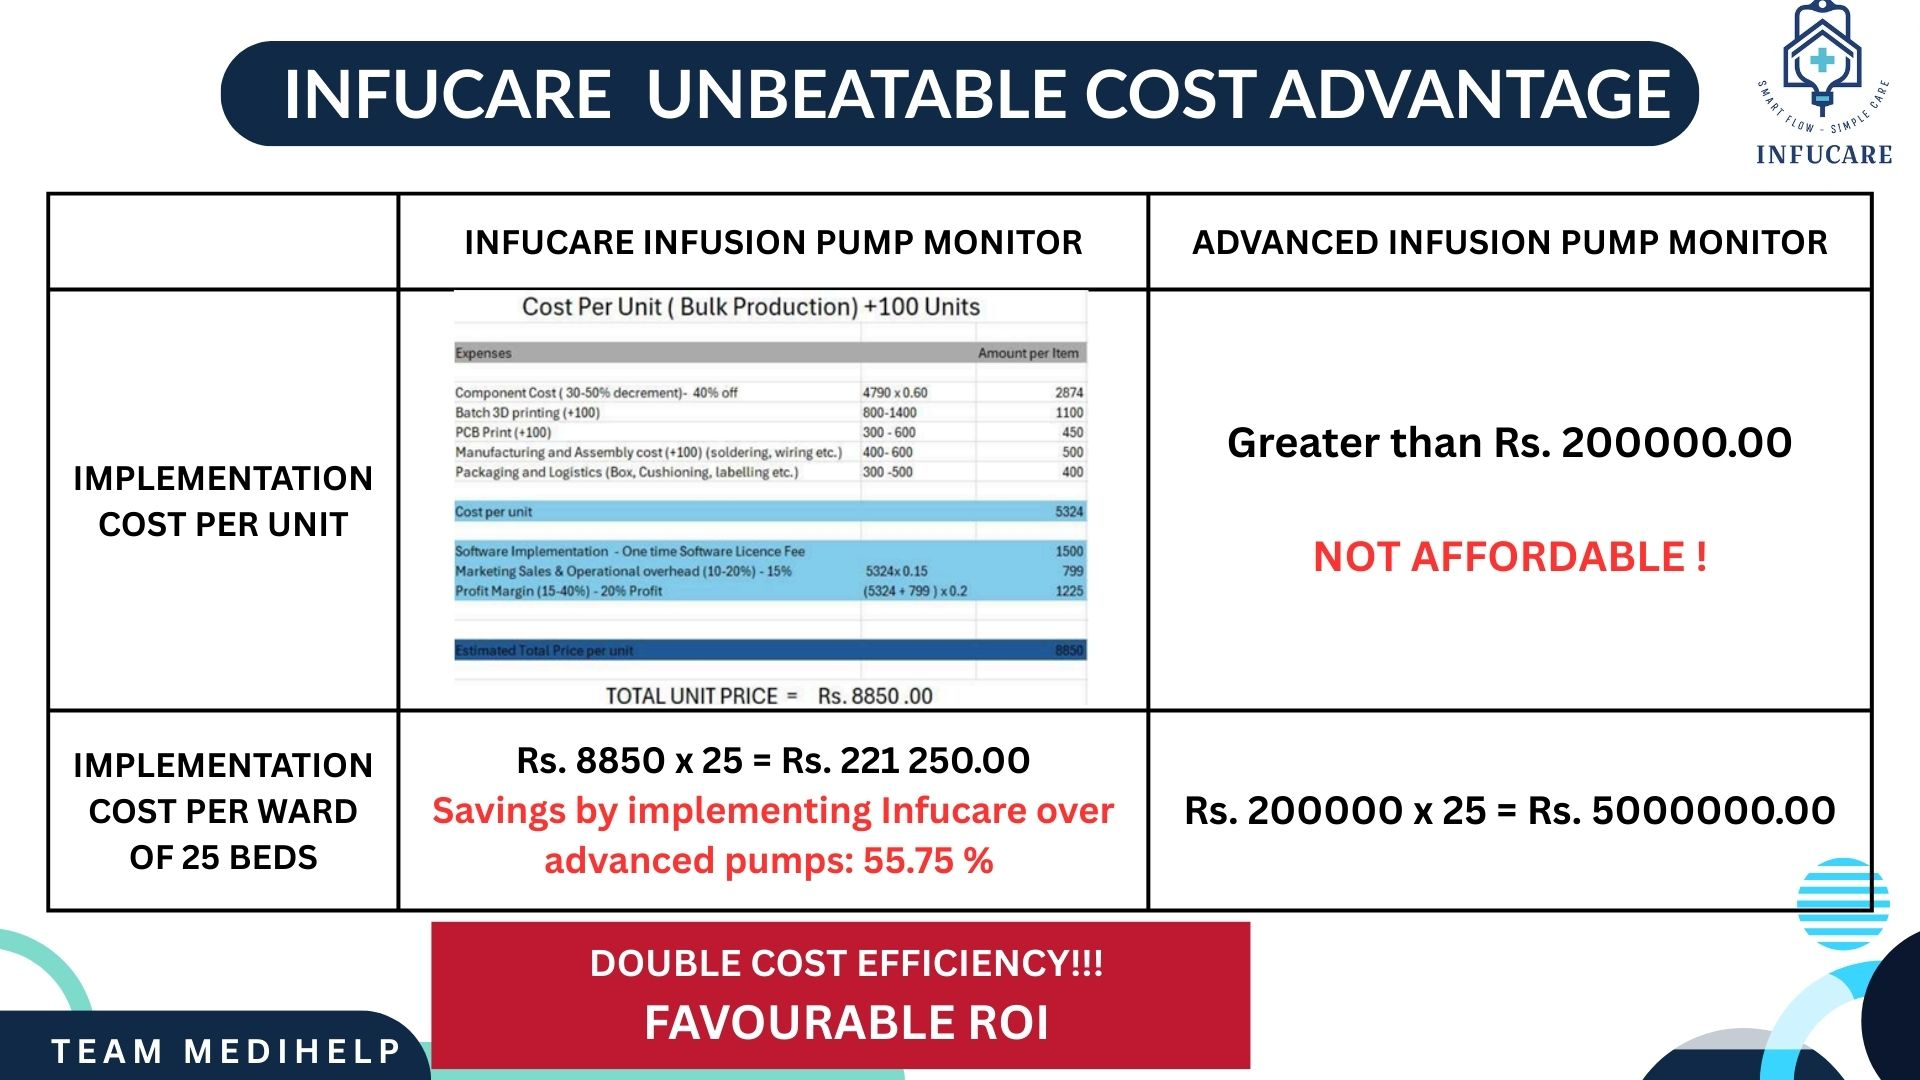 INFUCARE UNBEATABLE COST ADVANTAGE
SMART FLOW - SIMPLE CARE
INFUCARE
INFUCARE INFUSION PUMP MONITOR
ADVANCED INFUSION PUMP MONITOR
IMPLEMENTATION
COST PER UNIT
Cost Per Unit ( Bulk Production) +100 Units
Expenses Amount per Item
Component Cost ( 30-50% decrement)- 40% off 4790 x 0.60 2874
Batch 3D printing (+100) 800-1400 1100
PCB Print (+100) 300 - 600 450
Manufacturing and Assembly cost (+100) (soldering, wiring etc.) 400- 600 500
Packaging and Logistics (Box, Cushioning, labelling etc.) 300 -500 400
Cost per unit 5324
Software Implementation - One time Software Licence Fee 1500
Marketing Sales & Operational overhead (10-20%) - 15% 5324x 0.15 799
Profit Margin (15-40%) - 20% Profit (5324 + 799 ) x 0.2 1225
Estimated Total Price per unit 8850
TOTAL UNIT PRICE = Rs. 8850 .00
Greater than Rs. 200000.00
NOT AFFORDABLE !
IMPLEMENTATION
COST PER WARD
OF 25 BEDS
Rs. 8850 x 25 = Rs. 221 250.00
Savings by implementing Infucare over
advanced pumps: 55.75 %
Rs. 200000 x 25 = Rs. 5000000.00
DOUBLE COST EFFICIENCY!!!
FAVOURABLE ROI
TEAM MEDIHELP